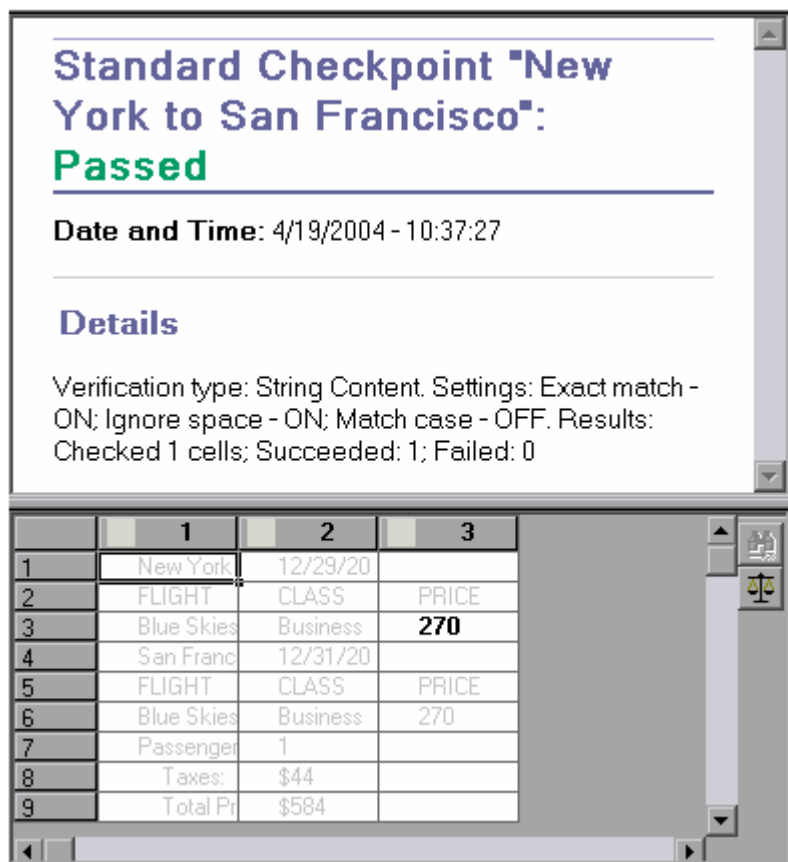 Standard Checkpoint "New
York to San Francisco":
Passed
Date and Time: 4/19/2004 - 10:37:27
Details
Verification type: String Content. Settings: Exact match -
ON; Ignore space - ON; Match case - OFF. Results:
Checked 1 cells; Succeeded: 1; Failed: 0
1 2 3
1 New York 12/29/20
2 FLIGHT CLASS PRICE
3 Blue Skies Business 270
4 San Franc 12/31/20
5 FLIGHT CLASS PRICE
6 Blue Skies Business 270
7 Passenger 1
8 Taxes: $44
9 Total Pr $584